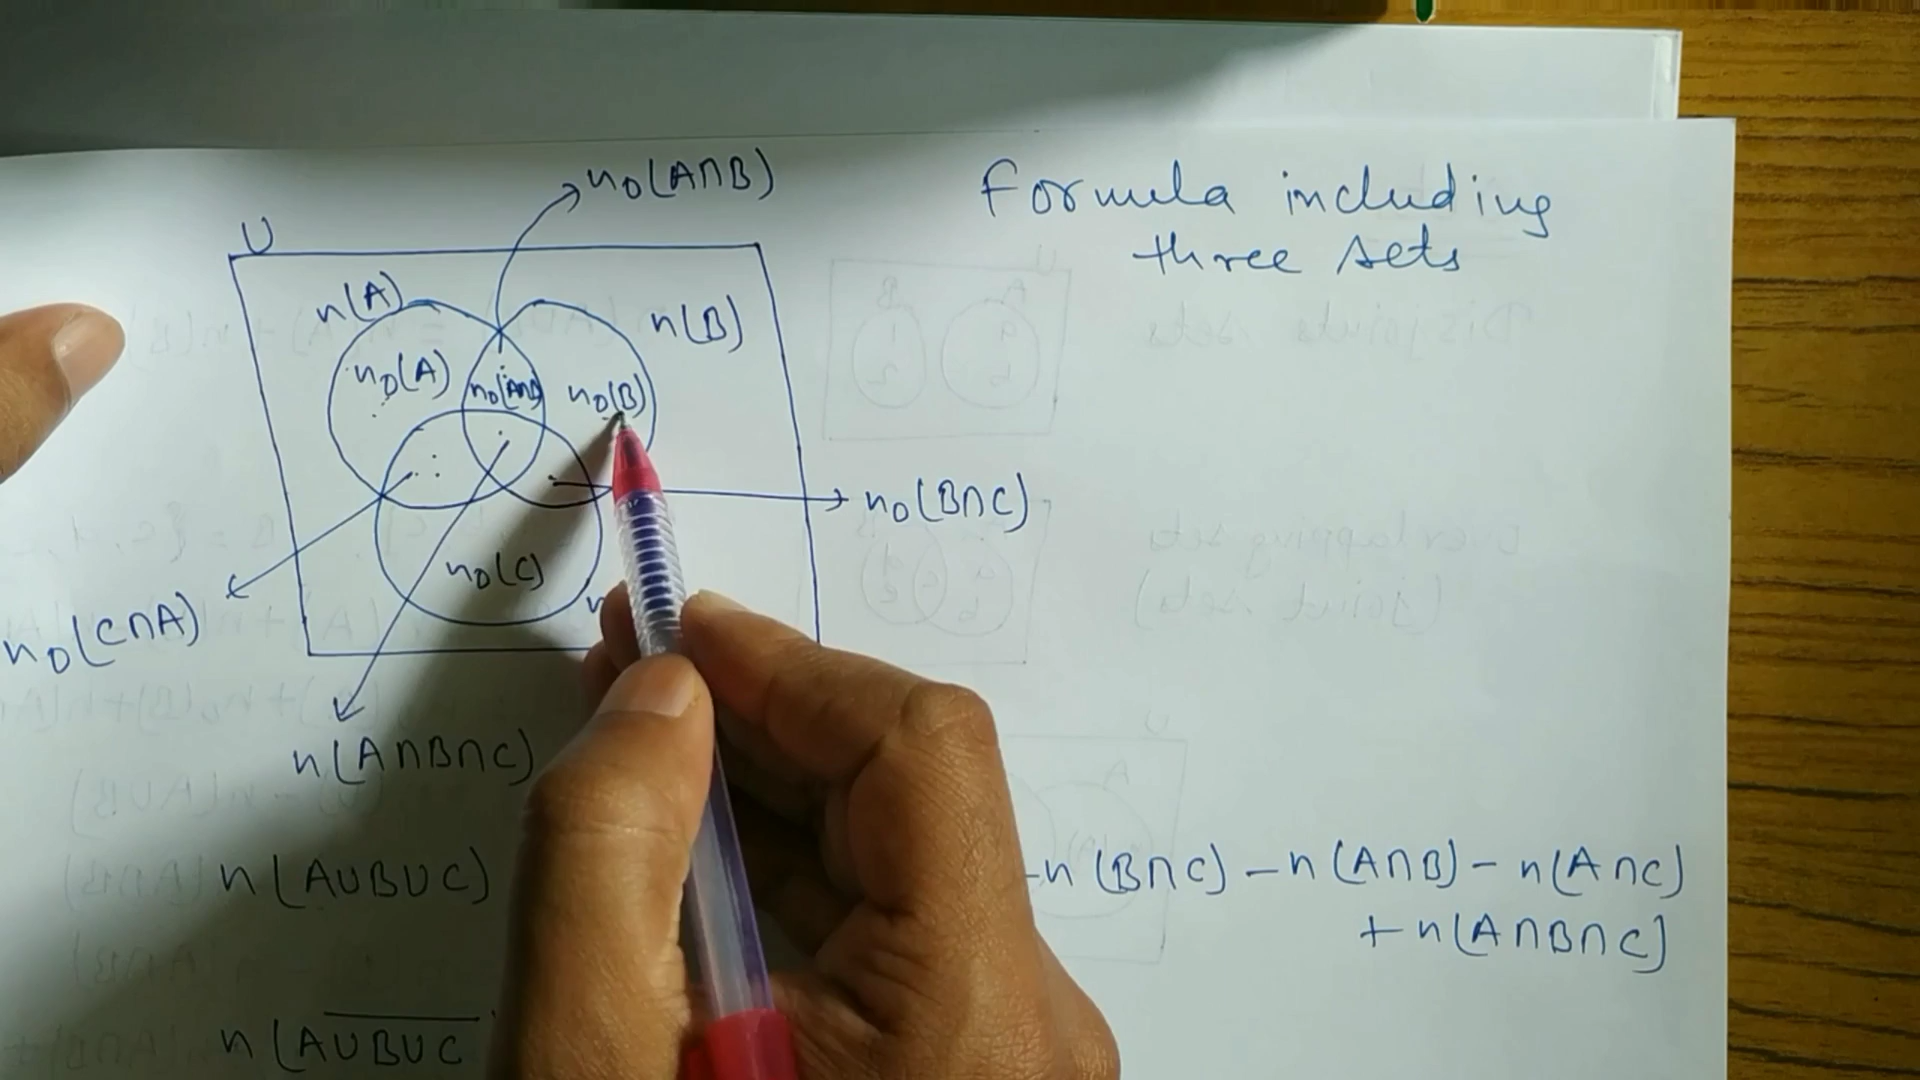 n₀(A∩B)
Formula including
three sets
U
n(A)
n(B)
n₀(A)
n₀(A∩B)
n₀(B)
n₀(B∩C)
n₀(C)
n₀(C∩A)
n(A∩B∩C)
n(A∪B∪C) -n(B∩C) -n(A∩B) - n(A∩C)
+n(A∩B∩C)
n(A∪B∪C